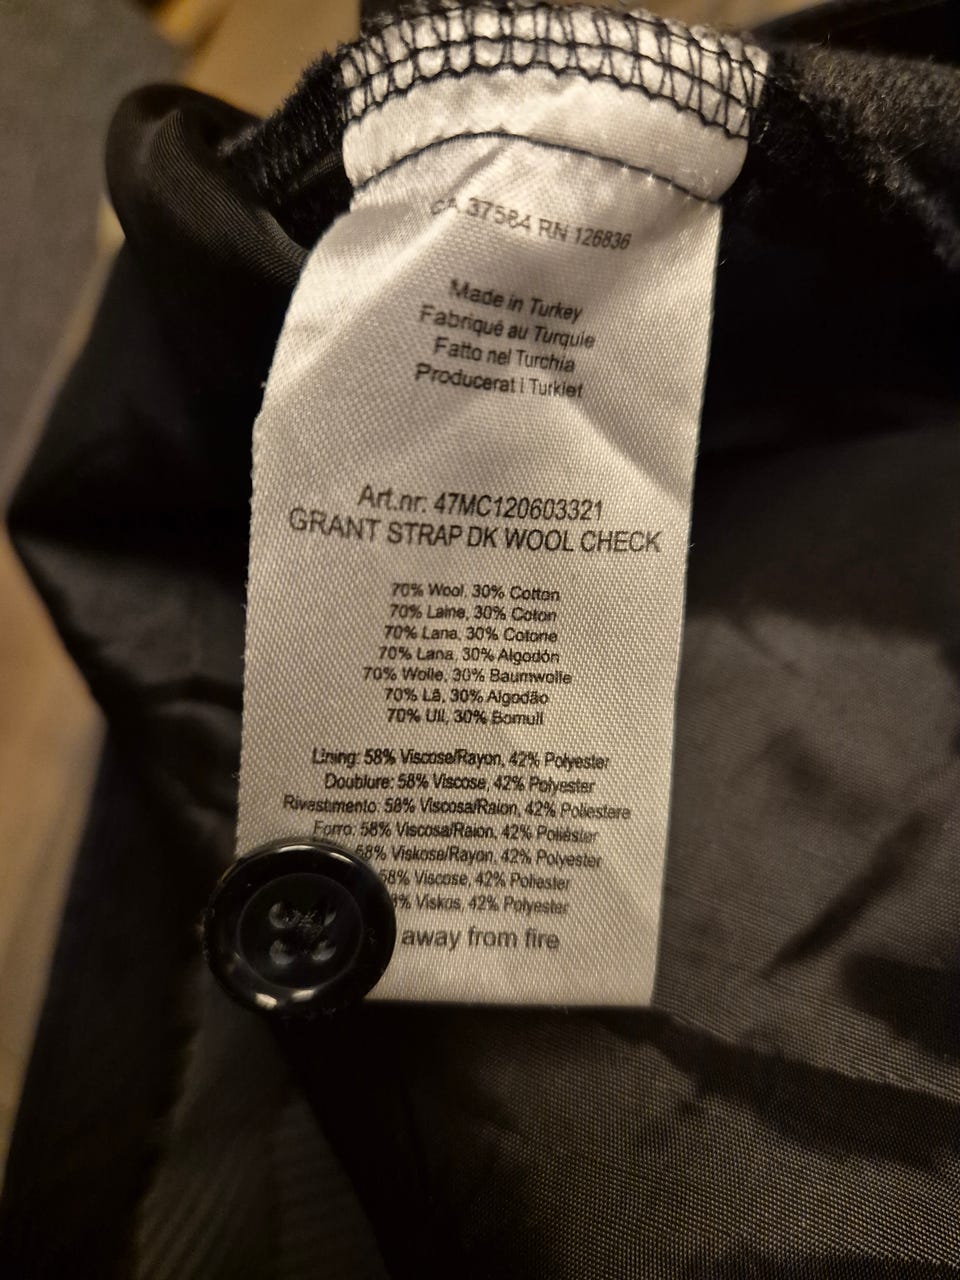 CA 37584 RN 126836
Made in Turkey
Fabriqué au Turquie
Fatto nel Turchia
Producerat i Turkiet
Art.nr: 47MC120603321
GRANT STRAP DK WOOL CHECK
70% Wool, 30% Cotton
70% Laine, 30% Coton
70% Lana, 30% Cotone
70% Lana, 30% Algodón
70% Wolle, 30% Baumwolle
70% Lã, 30% Algodão
70% Ull, 30% Bomull
Lining: 58% Viscose/Rayon, 42% Polyester
Doublure: 58% Viscose, 42% Polyester
Rivestimento: 58% Viscosa/Raion, 42% Poliestere
Forro: 58% Viscosa/Raion, 42% Poliéster
58% Viskose/Rayon, 42% Polyester
58% Viscose, 42% Poliester
8% Viskos, 42% Polyester
away from fire